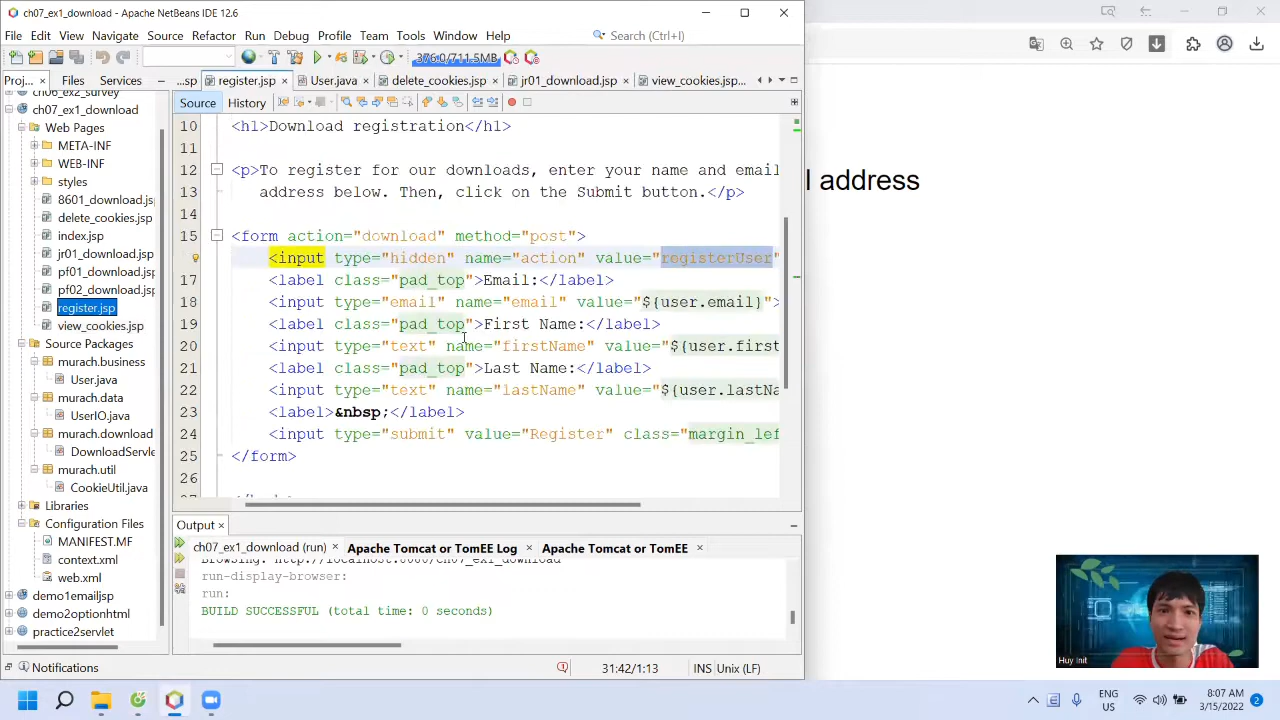 ch07_ex1_download - Apache NetBeans IDE 12.6
File Edit View Navigate Source Refactor Run Debug Profile Team Tools Window Help
Search (Ctrl+I)
376.0/711.5MB
Proj... Files Services
...sp register.jsp User.java delete_cookies.jsp jr01_download.jsp view_cookies.jsp...
Source History
ch06_ex2_survey
ch07_ex1_download
Web Pages
META-INF
WEB-INF
styles
8601_download.js
delete_cookies.jsp
index.jsp
jr01_download.jsp
pf01_download.jsp
pf02_download.jsp
register.jsp
view_cookies.jsp
Source Packages
murach.business
User.java
murach.data
UserIO.java
murach.download
DownloadServle
murach.util
CookieUtil.java
Libraries
Configuration Files
MANIFEST.MF
context.xml
web.xml
demo1emailjsp
demo2optionhtml
practice2servlet
10 <h1>Download registration</h1>
11
12 <p>To register for our downloads, enter your name and email
13 address below. Then, click on the Submit button.</p>
14
15 <form action="download" method="post">
<input type="hidden" name="action" value="registerUser"
17 <label class="pad_top">Email:</label>
18 <input type="email" name="email" value="${user.email}">
19 <label class="pad_top">First Name:</label>
20 <input type="text" name="firstName" value="${user.first
21 <label class="pad_top">Last Name:</label>
22 <input type="text" name="lastName" value="${user.lastNa
23 <label>&nbsp;</label>
24 <input type="submit" value="Register" class="margin_lef
25 </form>
26
Output
ch07_ex1_download (run) Apache Tomcat or TomEE Log Apache Tomcat or TomEE
Browsing: http://localhost:8080/ch07_ex1_download
run-display-browser:
run:
BUILD SUCCESSFUL (total time: 0 seconds)
Notifications
31:42/1:13 INS Unix (LF)
l address
Huy Init
ENG
US
8:07 AM
3/15/2022
2